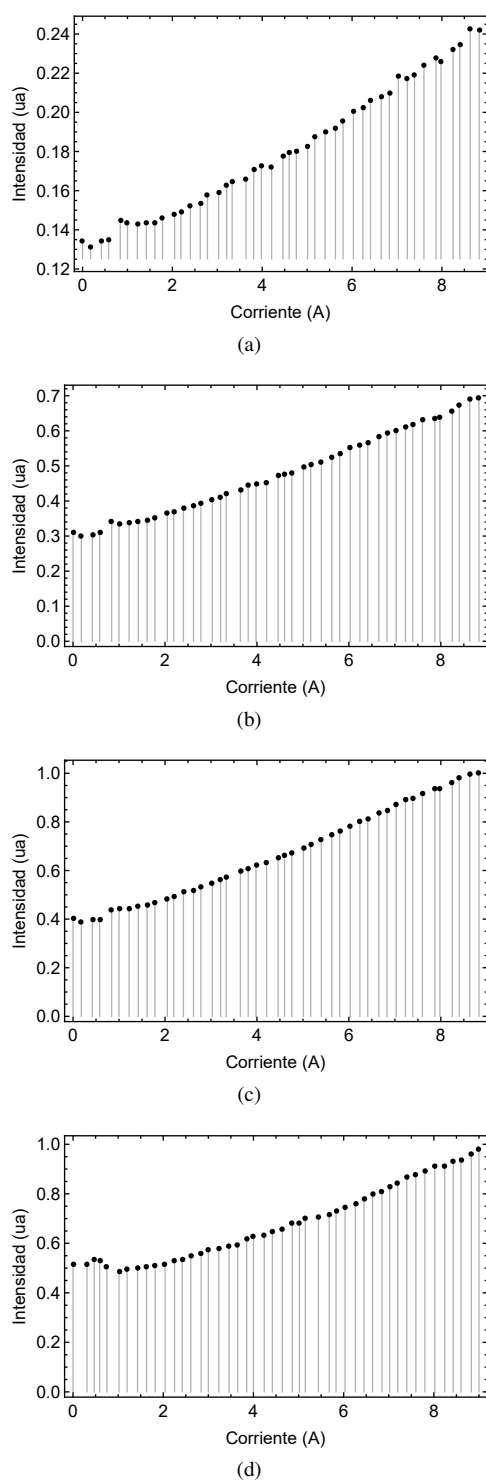 0.24
0.22
0.20
0.18
0.16
0.14
0.12
Intensidad (ua)
0 2 4 6 8
Corriente (A)
(a)
0.7
0.6
0.5
0.4
0.3
0.2
0.1
0.0
Intensidad (ua)
0 2 4 6 8
Corriente (A)
(b)
1.0
0.8
0.6
0.4
0.2
0.0
Intensidad (ua)
0 2 4 6 8
Corriente (A)
(c)
1.0
0.8
0.6
0.4
0.2
0.0
Intensidad (ua)
0 2 4 6 8
Corriente (A)
(d)